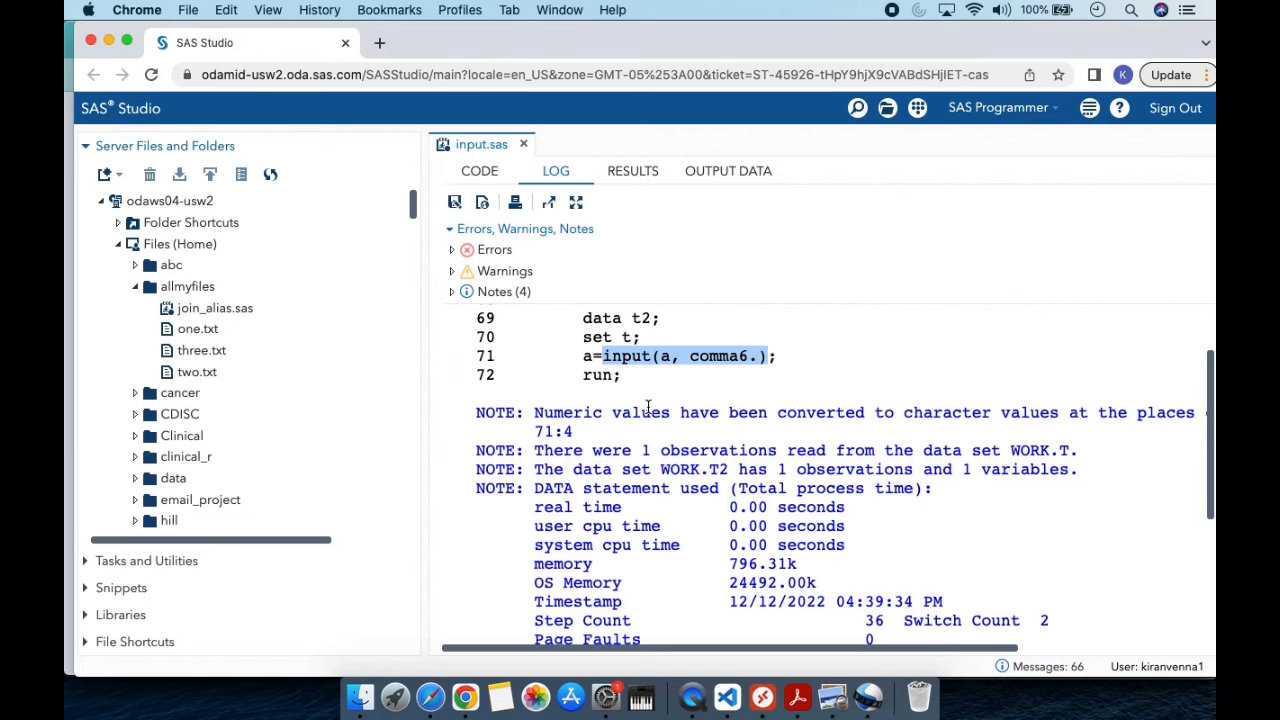 Chrome File Edit View History Bookmarks Profiles Tab Window Help 100%
SAS Studio
odamid-usw2.oda.sas.com/SASStudio/main?locale=en_US&zone=GMT-05%253A00&ticket=ST-45926-tHpY9hjX9cVABdSHjIET-cas K Update
SAS® Studio SAS Programmer Sign Out
Server Files and Folders
odaws04-usw2
Folder Shortcuts
Files (Home)
abc
allmyfiles
join_alias.sas
one.txt
three.txt
two.txt
cancer
CDISC
Clinical
clinical_r
data
email_project
hill
Tasks and Utilities
Snippets
Libraries
File Shortcuts
input.sas
CODE LOG RESULTS OUTPUT DATA
Errors, Warnings, Notes
Errors
Warnings
Notes (4)
69 data t2;
70 set t;
71 a=input(a, comma6.);
72 run;
NOTE: Numeric values have been converted to character values at the places
71:4
NOTE: There were 1 observations read from the data set WORK.T.
NOTE: The data set WORK.T2 has 1 observations and 1 variables.
NOTE: DATA statement used (Total process time):
real time 0.00 seconds
user cpu time 0.00 seconds
system cpu time 0.00 seconds
memory 796.31k
OS Memory 24492.00k
Timestamp 12/12/2022 04:39:34 PM
Step Count 36 Switch Count 2
Page Faults 0
Messages: 66 User: kiranvenna1